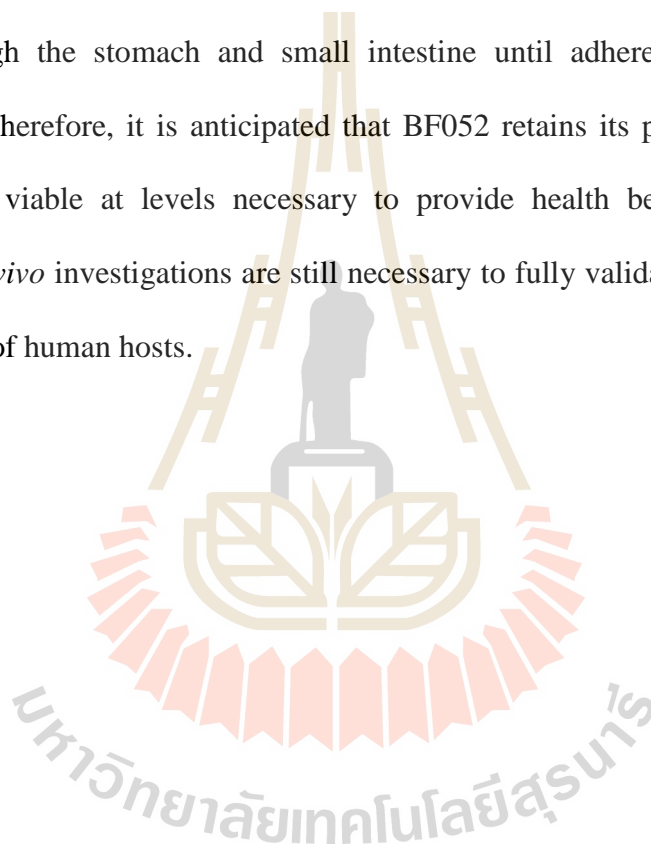 gh the stomach and small intestine until adhere
herefore, it is anticipated that BF052 retains its p
viable at levels necessary to provide health be
vivo investigations are still necessary to fully valida
of human hosts.
มหาวิทยาลัยเทคโนโลยีสุรนารี